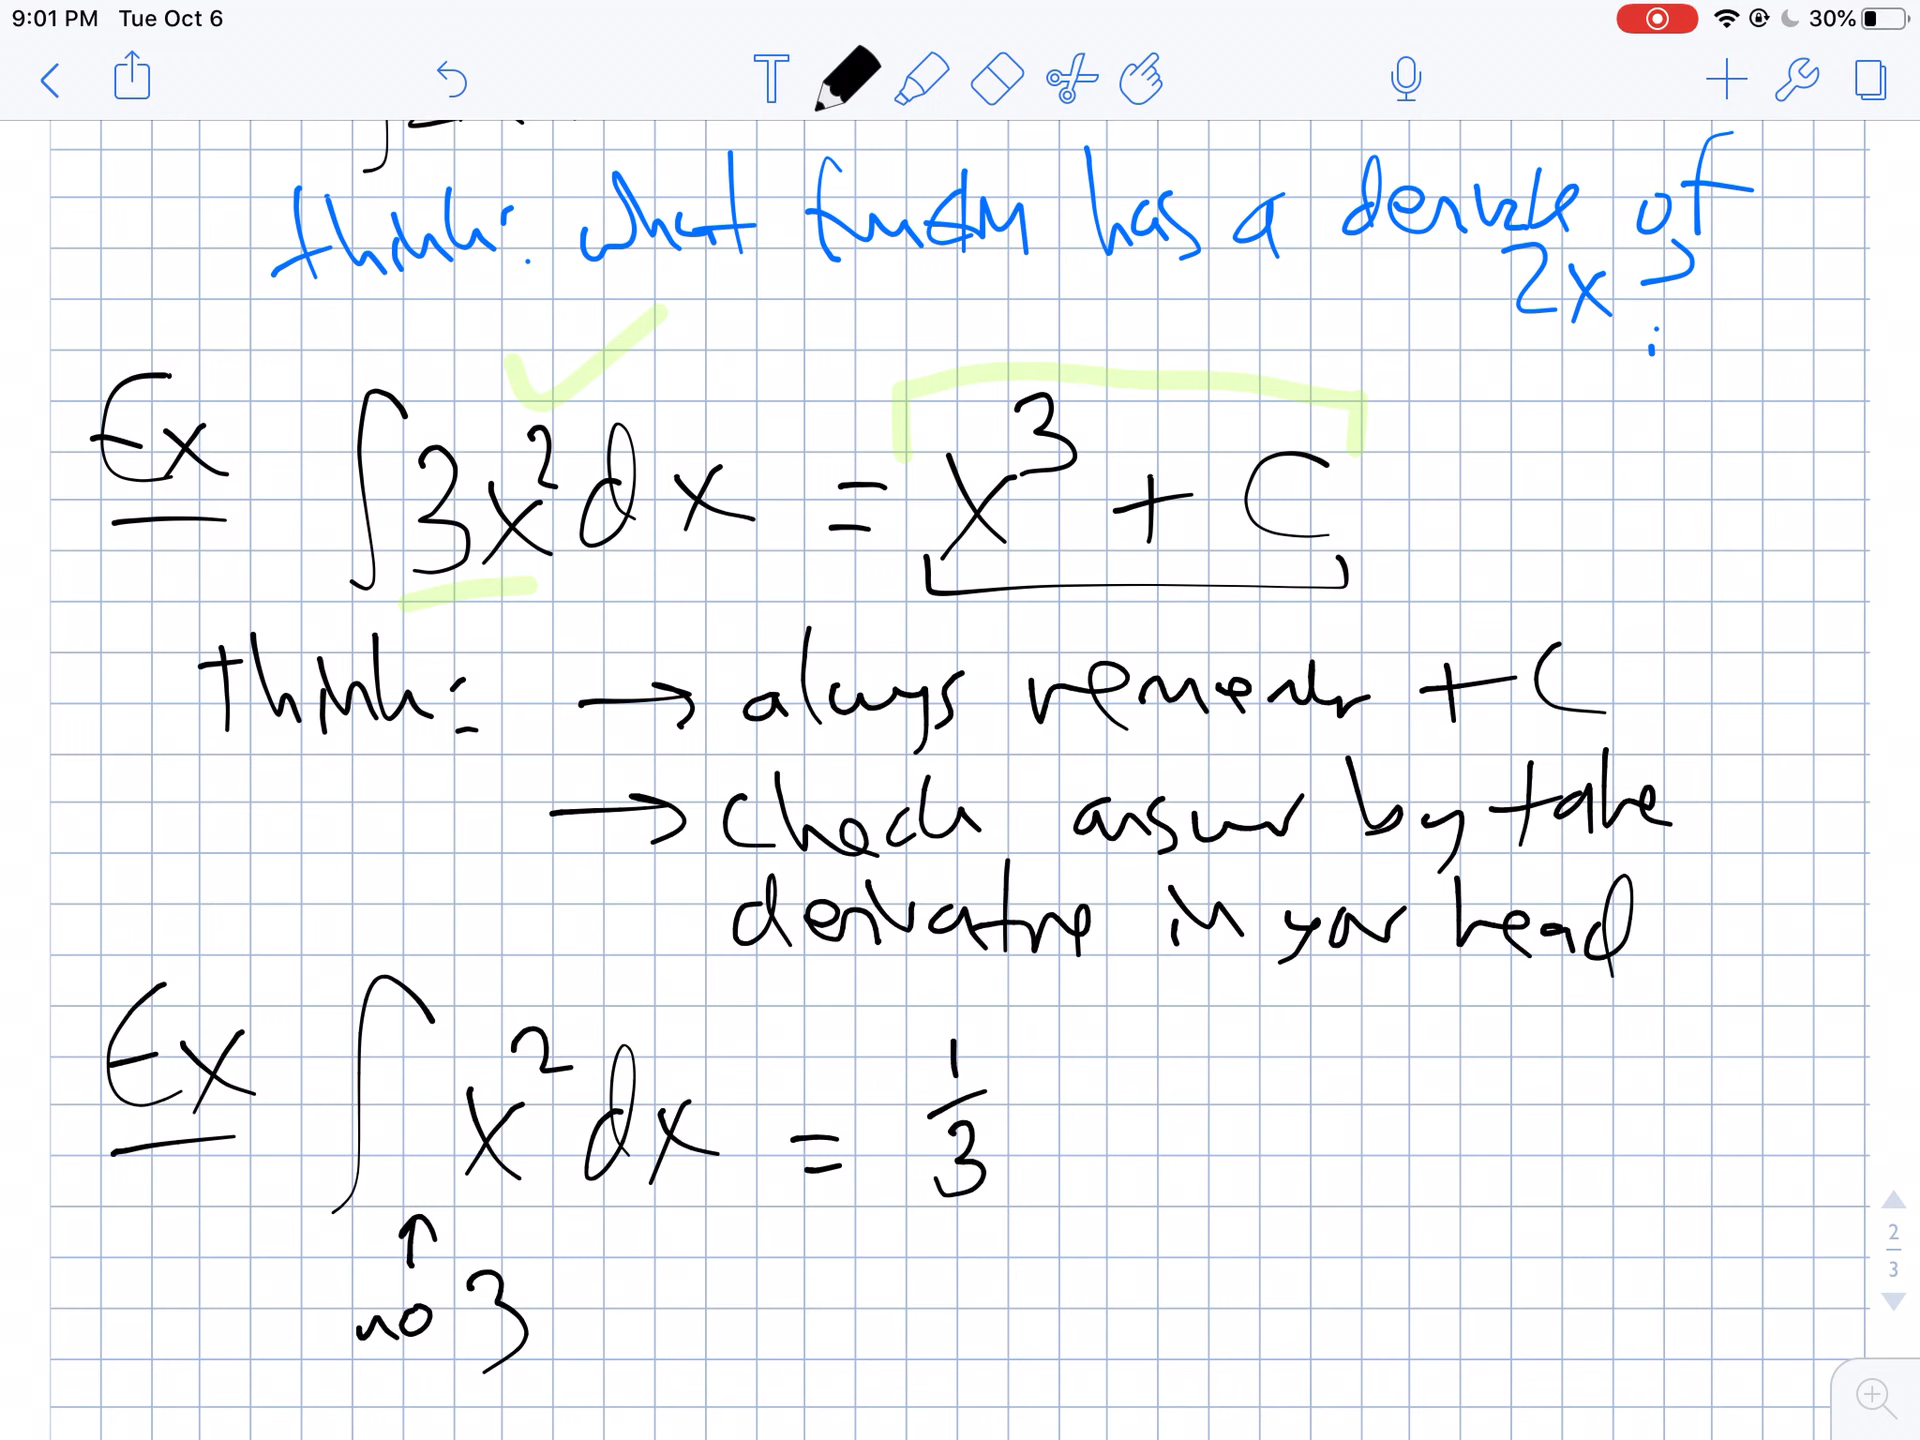 9:01 PM Tue Oct 6 30%
T
think: what function has a derivative of
2x ?
Ex ∫3x²dx = x³ + C
think: → always remember + C
→ check answer by take
derivative in your head
Ex ∫x²dx = 1/3
↑
no 3
2
3